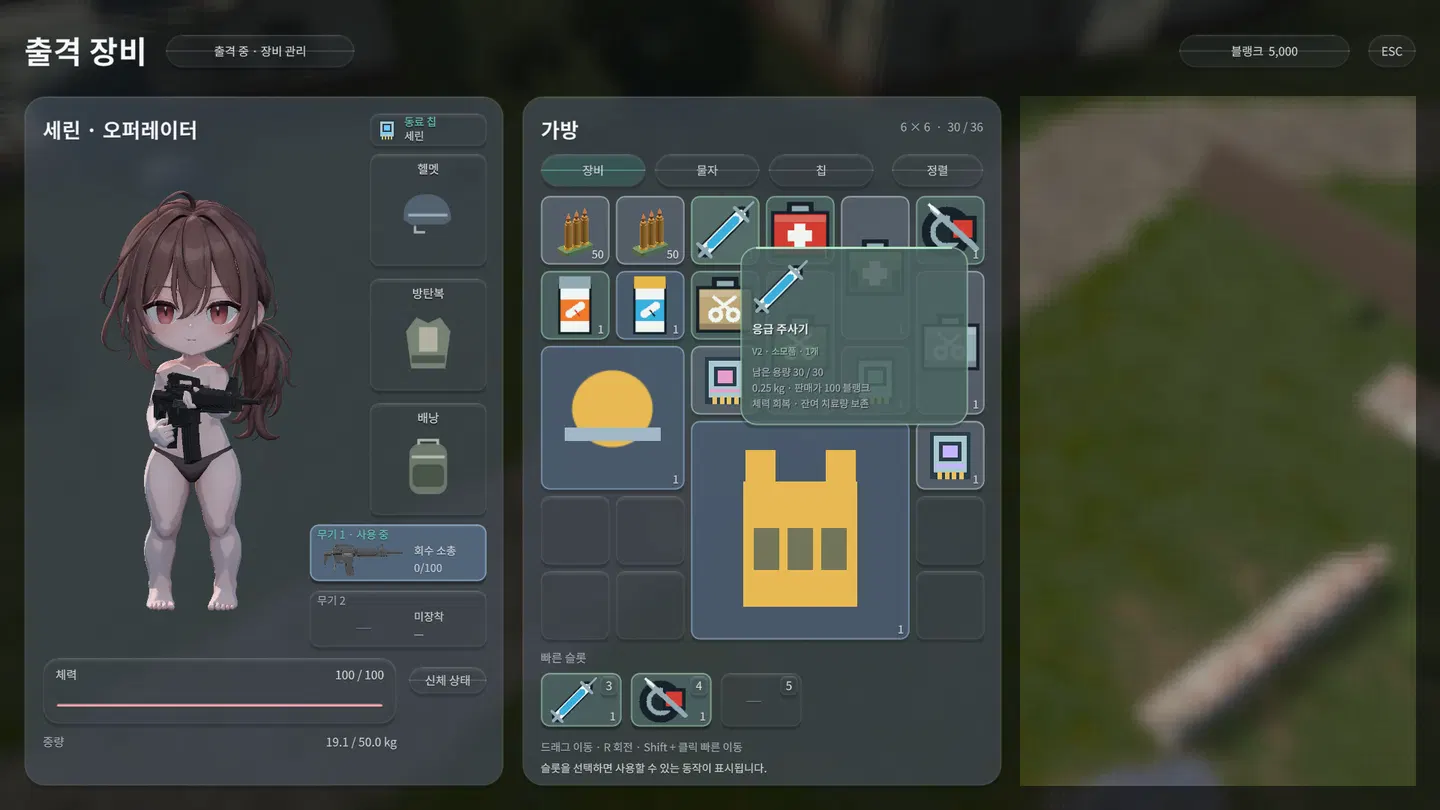 출격 장비
출격 중 · 장비 관리
블랭크 5,000
ESC
세린 · 오퍼레이터
동료 칩
세린
헬멧
방탄복
배낭
무기 1 · 사용 중
회수 소총
0/100
무기 2
미장착
—
—
체력
100 / 100
신체 상태
중량
19.1 / 50.0 kg
가방
6 × 6 · 30 / 36
장비
물자
칩
정렬
50
50
1
1
1
응급 주사기
V2 · 소모품 · 1개
남은 용량 30 / 30
0.25 kg · 판매가 100 블랭크
체력 회복 · 잔여 치료량 보존
1
1
1
1
빠른 슬롯
3
1
4
1
5
—
드래그 이동 · R 회전 · Shift + 클릭 빠른 이동
슬롯을 선택하면 사용할 수 있는 동작이 표시됩니다.